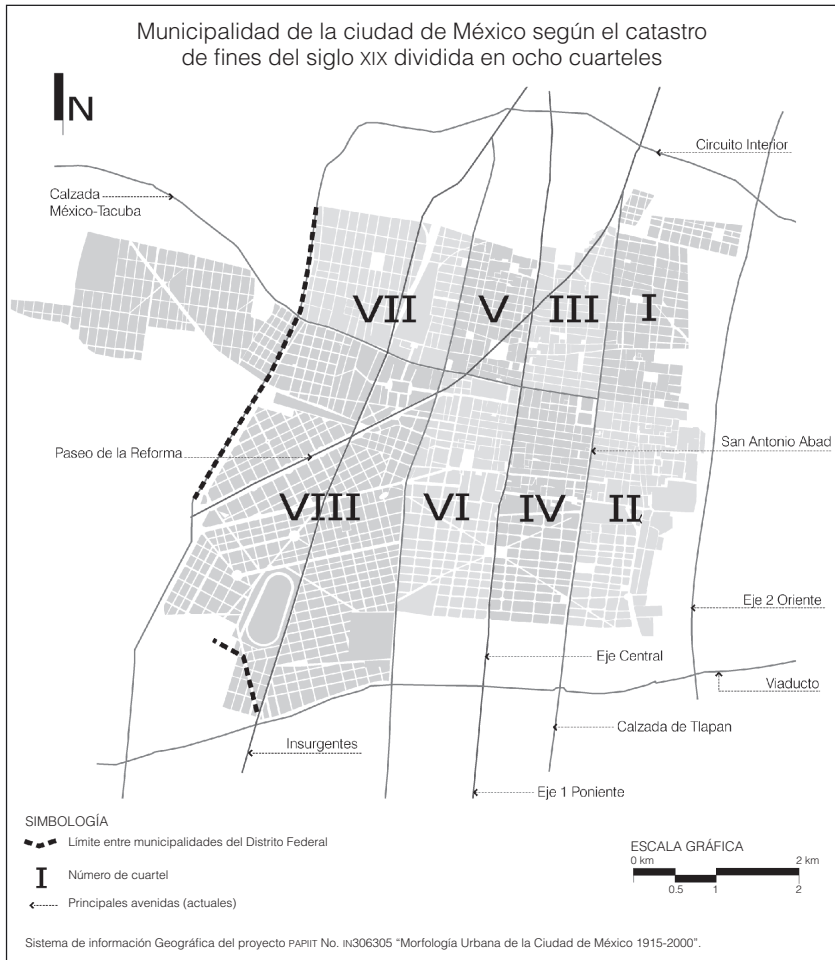 Municipalidad de la ciudad de México según el catastro
de fines del siglo XIX dividida en ocho cuarteles
IN
Circuito Interior
Calzada
México-Tacuba
VII
V
III
I
Paseo de la Reforma
San Antonio Abad
VIII
VI
IV
II
Eje 2 Oriente
Eje Central
Viaducto
Calzada de Tlapan
Insurgentes
Eje 1 Poniente
SIMBOLOGÍA
Límite entre municipalidades del Distrito Federal
I Número de cuartel
Principales avenidas (actuales)
ESCALA GRÁFICA
0 km 2 km
0.5 1 2
Sistema de información Geográfica del proyecto PAPIIT No. IN306305 “Morfología Urbana de la Ciudad de México 1915-2000”.